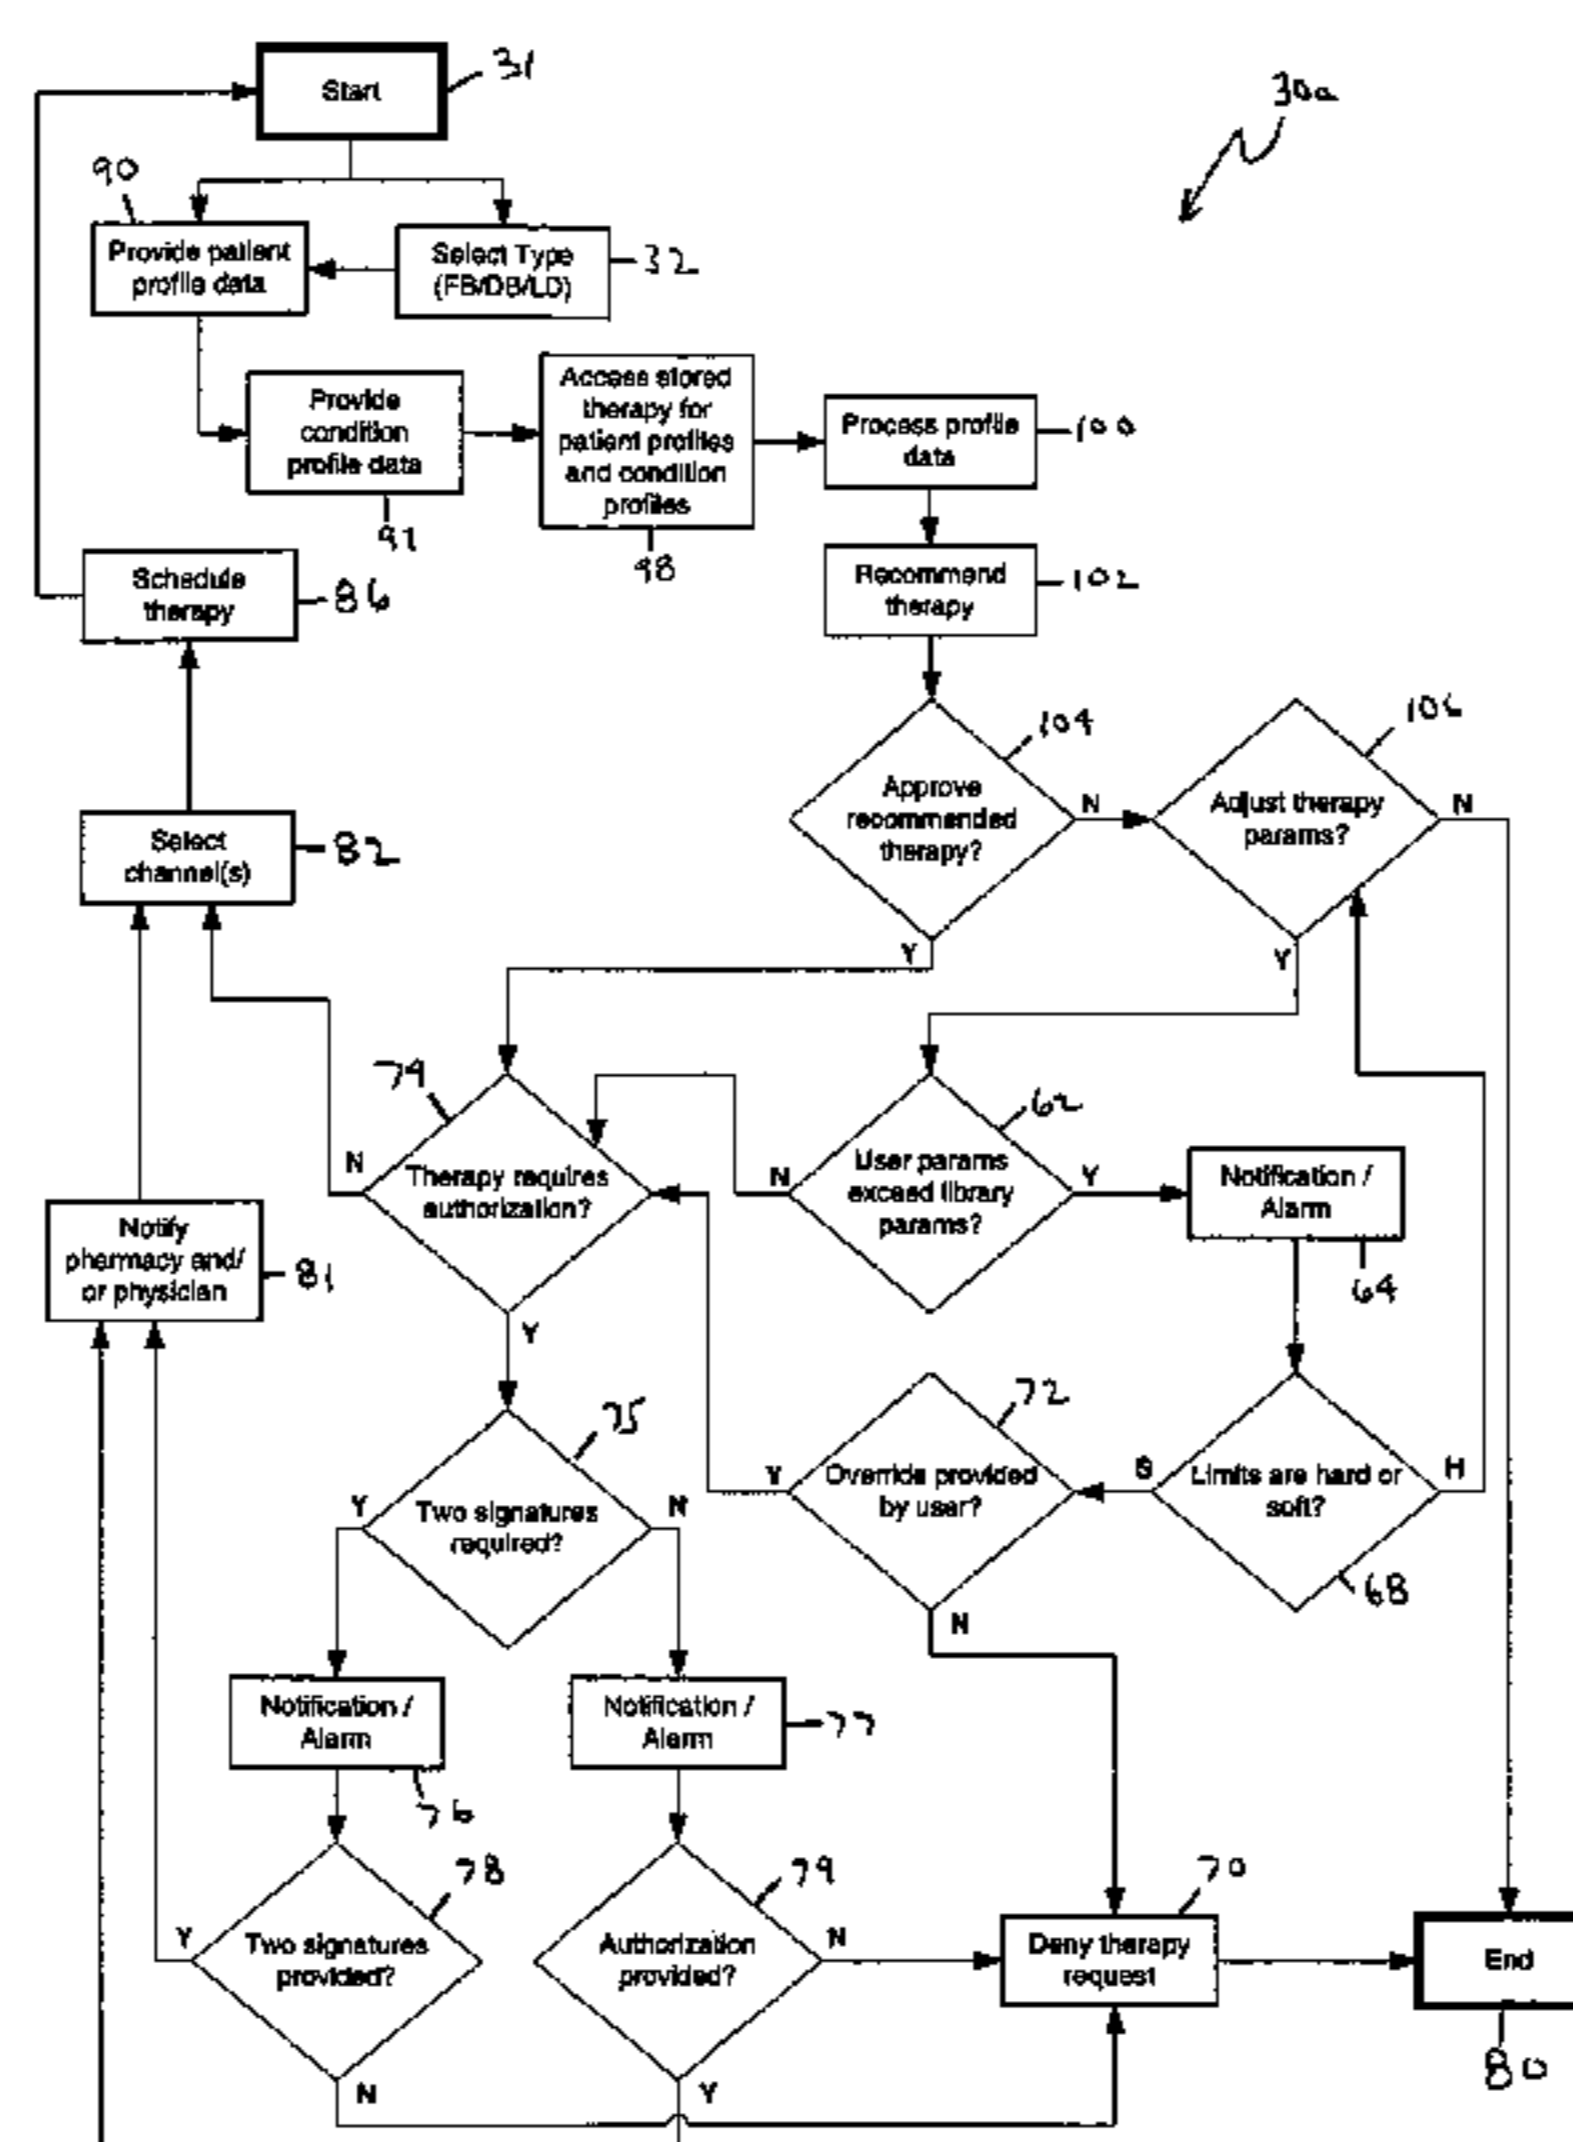 Start
31
30a
90
Provide patient
profile data
Select Type
(FB/DB/LD)
32
Provide
condition
profile data
91
Access stored
therapy for
patient profiles
and condition
profiles
98
Process profile
data
100
Schedule
therapy
86
Recommend
therapy
102
104
Approve
recommended
therapy?
N
Y
106
Adjust therapy
params?
N
Y
Select
channel(s)
82
74
Therapy requires
authorization?
N
Y
62
User params
exceed library
params?
N
Y
Notification /
Alarm
64
Notify
pharmacy and/
or physician
81
75
Two signatures
required?
Y
N
72
Override provided
by user?
Y
N
Limits are hard or
soft?
S
H
68
Notification /
Alarm
76
Notification /
Alarm
77
78
Two signatures
provided?
Y
N
79
Authorization
provided?
N
Y
70
Deny therapy
request
End
80